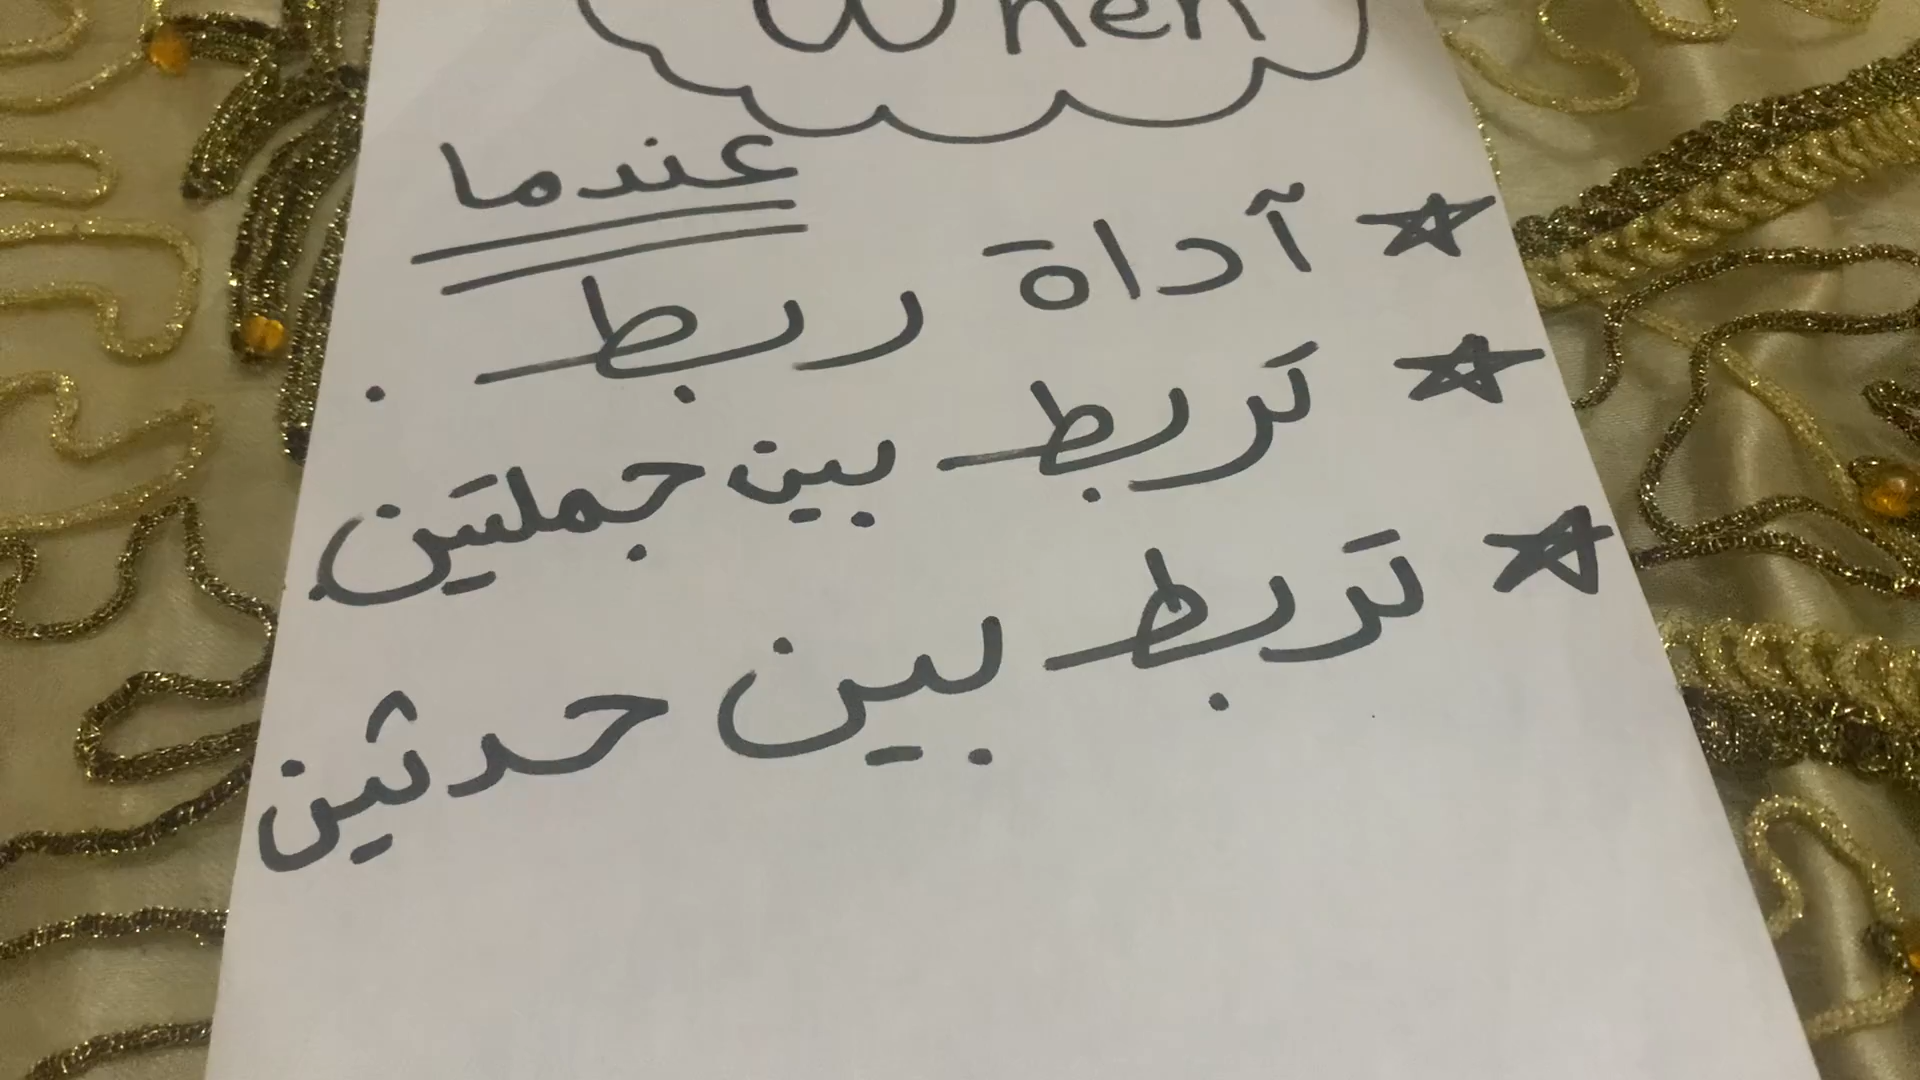 When
عندما
آداة ربط .
تربط بين جملتين.
تربط بين حدثين